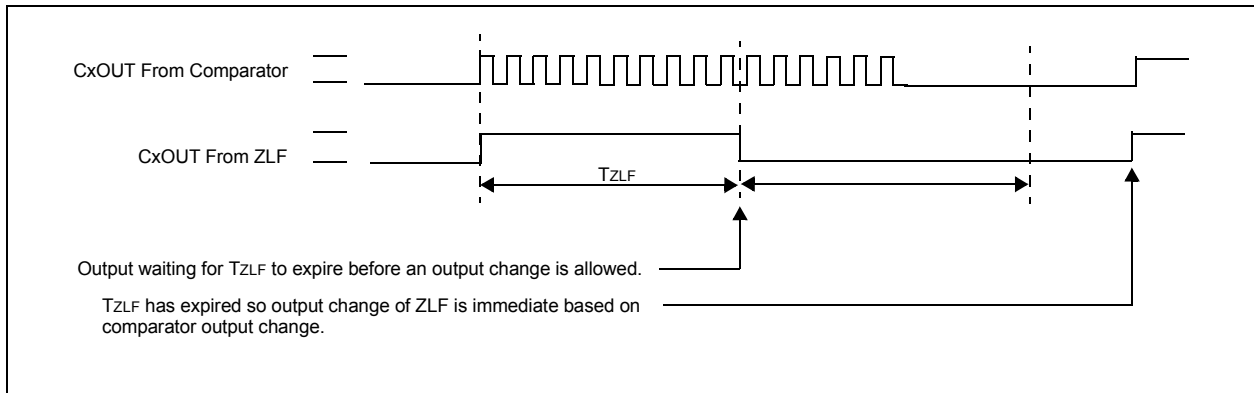 CxOUT From Comparator
CxOUT From ZLF
TZLF
Output waiting for TZLF to expire before an output change is allowed.
TZLF has expired so output change of ZLF is immediate based on
comparator output change.